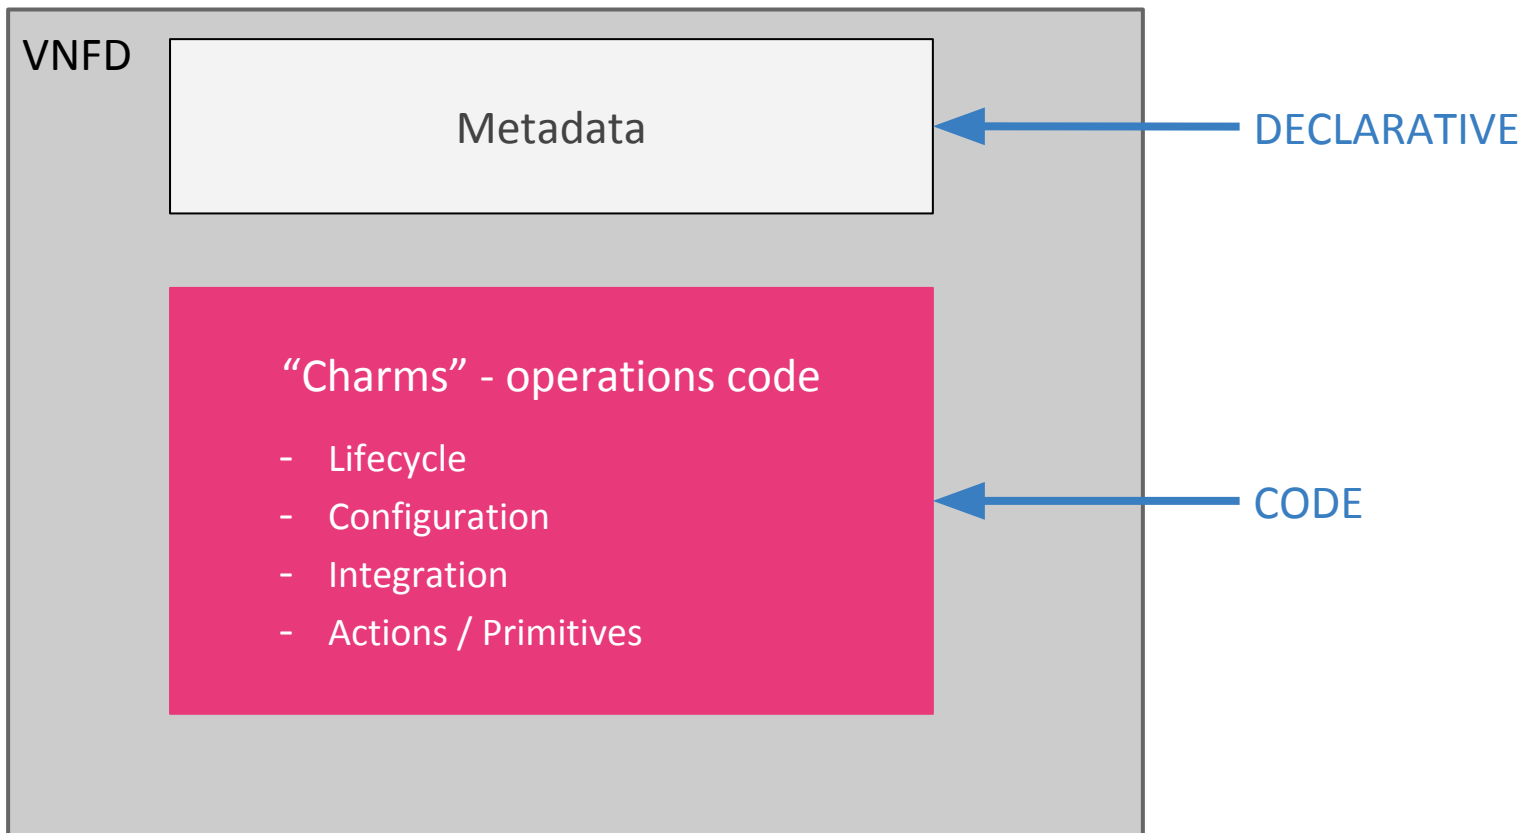 VNFD
Metadata
DECLARATIVE
“Charms” - operations code
- Lifecycle
- Configuration
- Integration
- Actions / Primitives
CODE